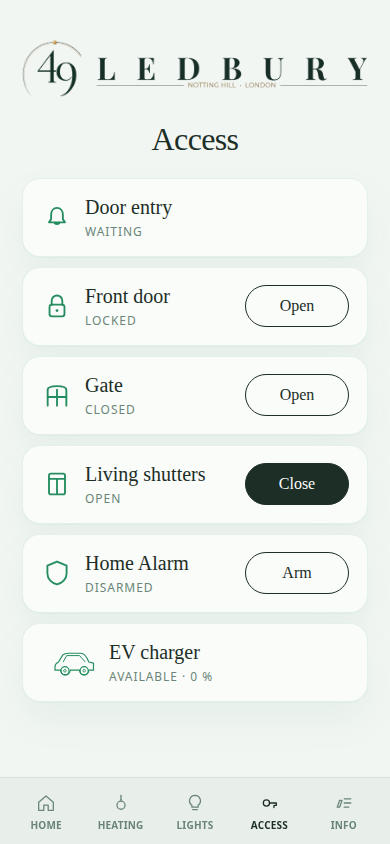 49 LEDBURY
NOTTING HILL · LONDON
Access
Door entry
WAITING
Front door
LOCKED
Open
Gate
CLOSED
Open
Living shutters
OPEN
Close
Home Alarm
DISARMED
Arm
EV charger
AVAILABLE · 0 %
HOME HEATING LIGHTS ACCESS INFO